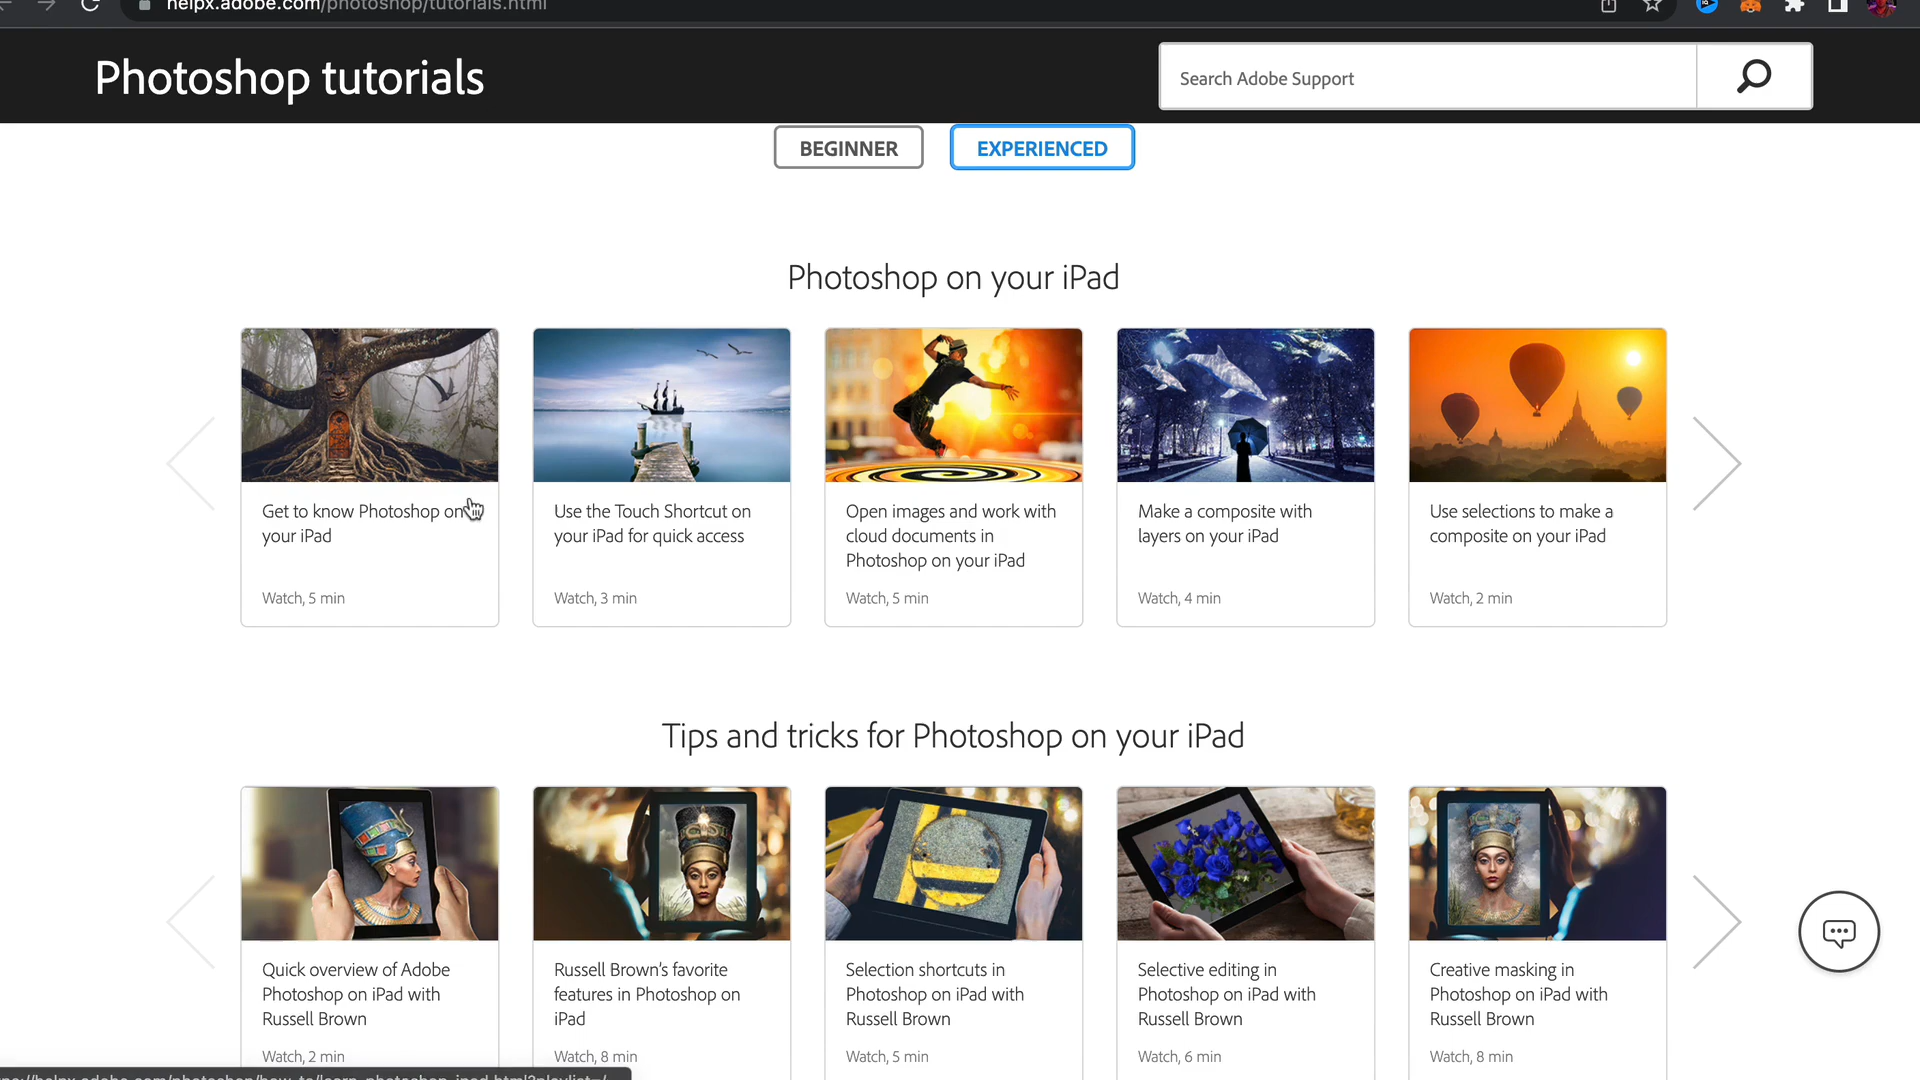 helpx.adobe.com/photoshop/tutorials.html
Photoshop tutorials
Search Adobe Support
BEGINNER
EXPERIENCED
Photoshop on your iPad
Get to know Photoshop on
your iPad
Watch, 5 min
Use the Touch Shortcut on
your iPad for quick access
Watch, 3 min
Open images and work with
cloud documents in
Photoshop on your iPad
Watch, 5 min
Make a composite with
layers on your iPad
Watch, 4 min
Use selections to make a
composite on your iPad
Watch, 2 min
Tips and tricks for Photoshop on your iPad
Quick overview of Adobe
Photoshop on iPad with
Russell Brown
Watch, 2 min
Russell Brown's favorite
features in Photoshop on
iPad
Watch, 8 min
Selection shortcuts in
Photoshop on iPad with
Russell Brown
Watch, 5 min
Selective editing in
Photoshop on iPad with
Russell Brown
Watch, 6 min
Creative masking in
Photoshop on iPad with
Russell Brown
Watch, 8 min